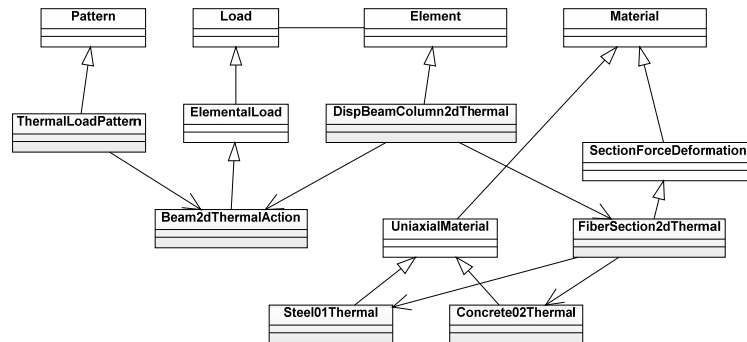 Pattern
Load
Element
Material
ThermalLoadPattern
ElementalLoad
DispBeamColumn2dThermal
SectionForceDeformation
Beam2dThermalAction
UniaxialMaterial
FiberSection2dThermal
Steel01Thermal
Concrete02Thermal